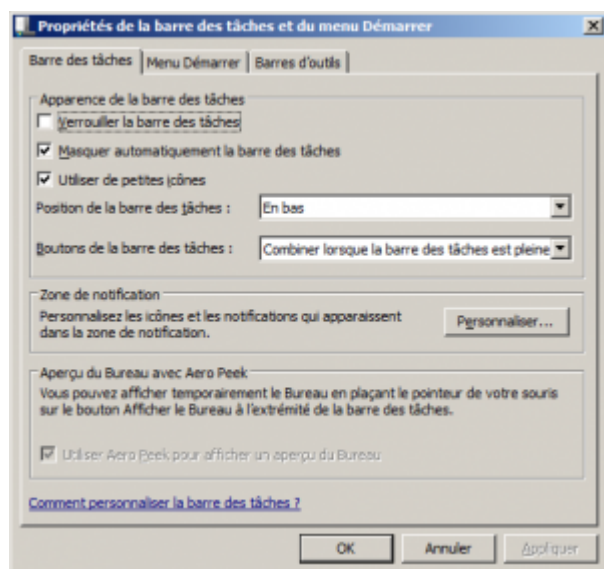 Propriétés de la barre des tâches et du menu Démarrer
Barre des tâches Menu Démarrer Barres d'outils
Apparence de la barre des tâches
Verrouiller la barre des tâches
Masquer automatiquement la barre des tâches
Utiliser de petites icônes
Position de la barre des tâches : En bas
Boutons de la barre des tâches : Combiner lorsque la barre des tâches est pleine
Zone de notification
Personnalisez les icônes et les notifications qui apparaissent
dans la zone de notification.
Personnaliser...
Aperçu du Bureau avec Aero Peek
Vous pouvez afficher temporairement le Bureau en plaçant le pointeur de votre souris
sur le bouton Afficher le Bureau à l'extrémité de la barre des tâches.
Utiliser Aero Peek pour afficher un aperçu du Bureau
Comment personnaliser la barre des tâches ?
OK Annuler Appliquer